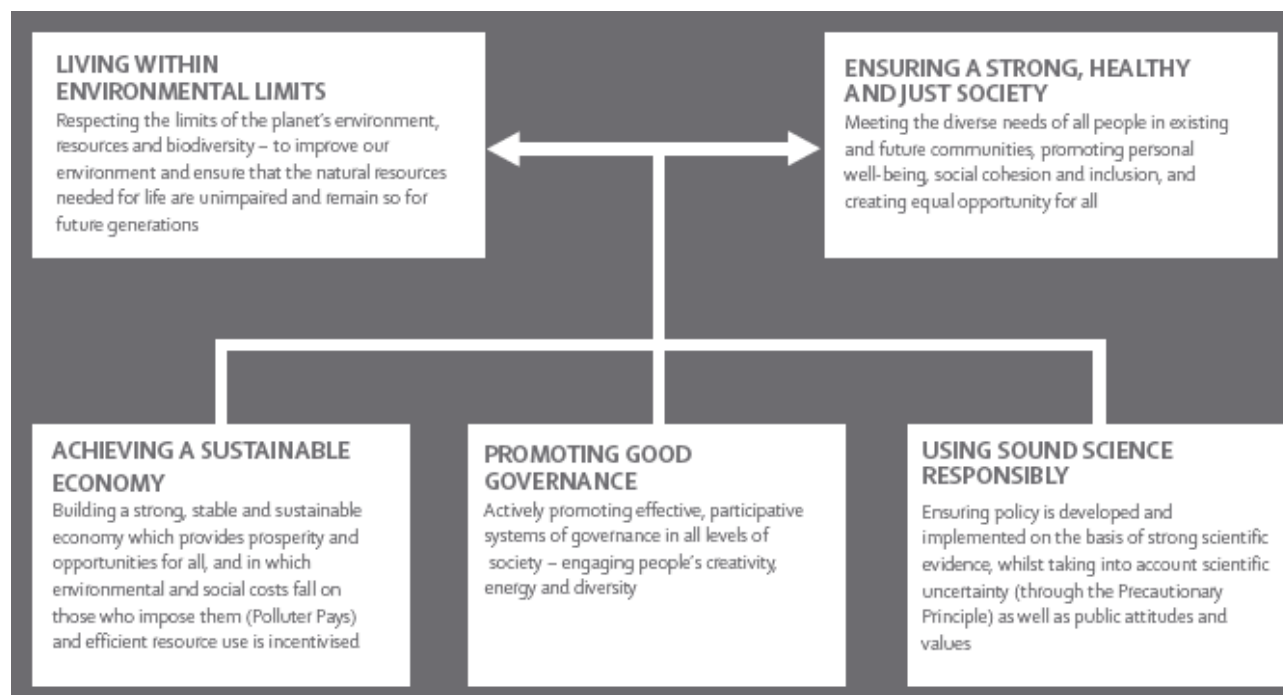 LIVING WITHIN
ENVIRONMENTAL LIMITS
Respecting the limits of the planet's environment,
resources and biodiversity – to improve our
environment and ensure that the natural resources
needed for life are unimpaired and remain so for
future generations
ENSURING A STRONG, HEALTHY
AND JUST SOCIETY
Meeting the diverse needs of all people in existing
and future communities, promoting personal
well-being, social cohesion and inclusion, and
creating equal opportunity for all
ACHIEVING A SUSTAINABLE
ECONOMY
Building a strong, stable and sustainable
economy which provides prosperity and
opportunities for all, and in which
environmental and social costs fall on
those who impose them (Polluter Pays)
and efficient resource use is incentivised
PROMOTING GOOD
GOVERNANCE
Actively promoting effective, participative
systems of governance in all levels of
society – engaging people's creativity,
energy and diversity
USING SOUND SCIENCE
RESPONSIBLY
Ensuring policy is developed and
implemented on the basis of strong scientific
evidence, whilst taking into account scientific
uncertainty (through the Precautionary
Principle) as well as public attitudes and
values